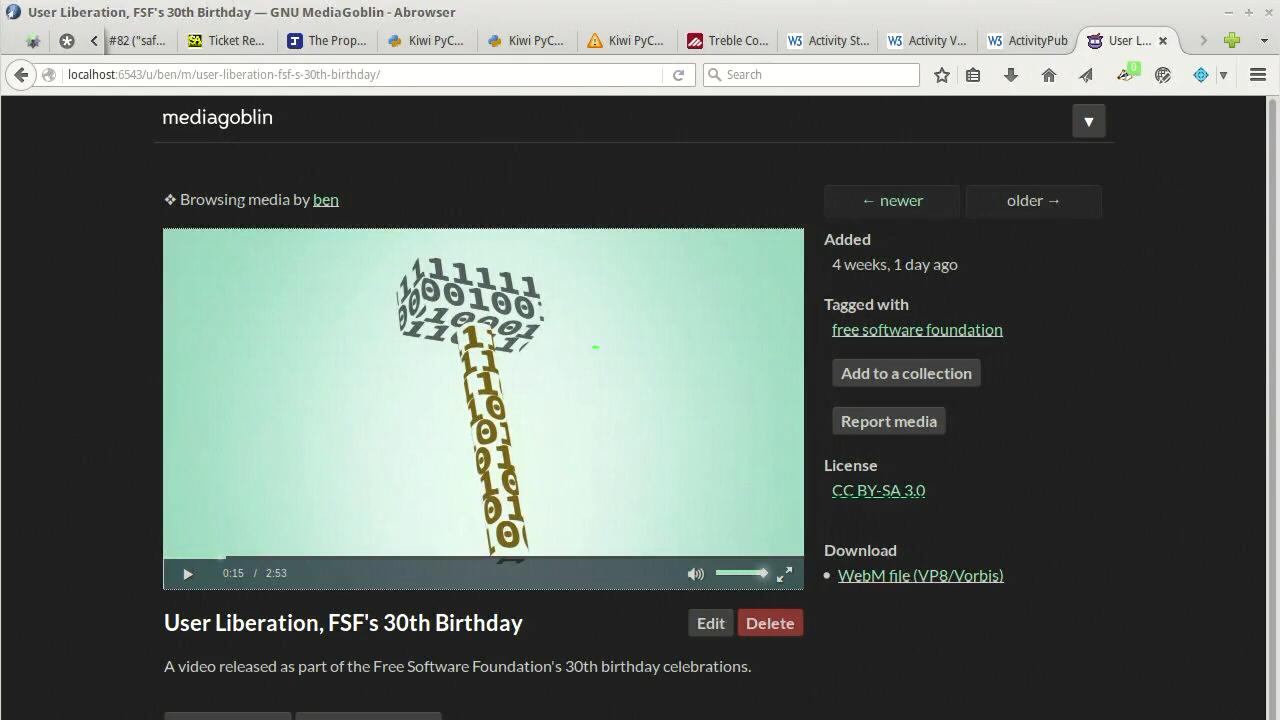 User Liberation, FSF's 30th Birthday — GNU MediaGoblin - Abrowser
#82 ("saf... Ticket Re... The Prop... Kiwi PyC... Kiwi PyC... Kiwi PyC... Treble Co... Activity St... Activity V... ActivityPub User L...
localhost:6543/u/ben/m/user-liberation-fsf-s-30th-birthday/ Search 0
mediagoblin
❖ Browsing media by ben
← newer older →
Added
4 weeks, 1 day ago
Tagged with
free software foundation
Add to a collection
Report media
License
CC BY-SA 3.0
Download
WebM file (VP8/Vorbis)
0:15 / 2:53
User Liberation, FSF's 30th Birthday Edit Delete
A video released as part of the Free Software Foundation's 30th birthday celebrations.